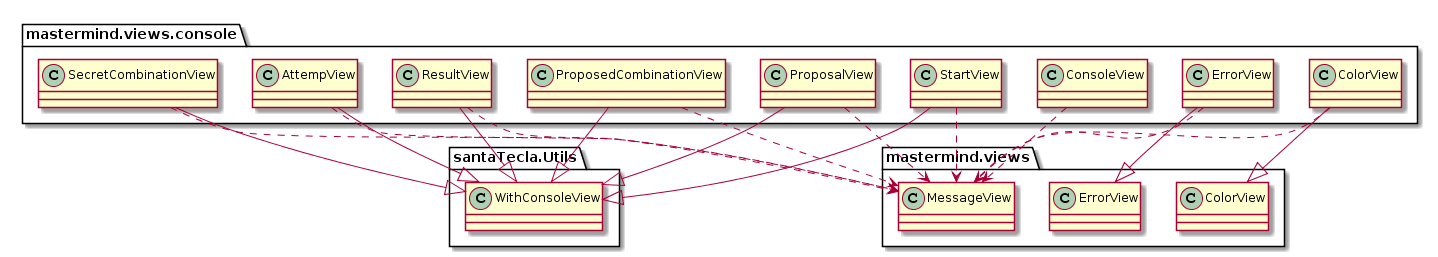 mastermind.views.console
C SecretCombinationView
C AttempView
C ResultView
C ProposedCombinationView
C ProposalView
C StartView
C ConsoleView
C ErrorView
C ColorView
santaTecla.Utils
C WithConsoleView
mastermind.views
C MessageView
C ErrorView
C ColorView